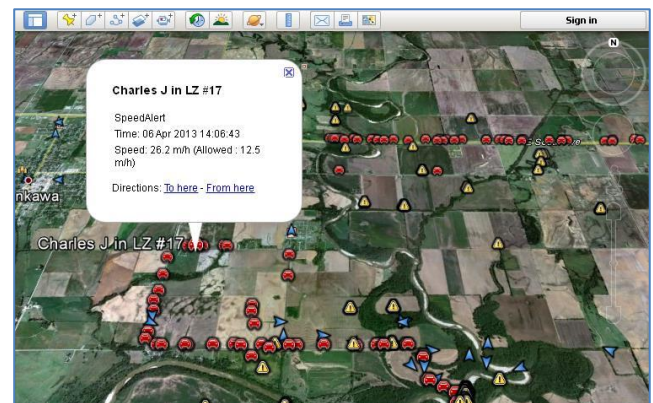 Sign in
N
Charles J in LZ #17
SpeedAlert
Time: 06 Apr 2013 14:06:43
Speed: 26.2 m/h (Allowed : 12.5
m/h)
Directions: To here - From here
nkawa
Charles J in LZ #17